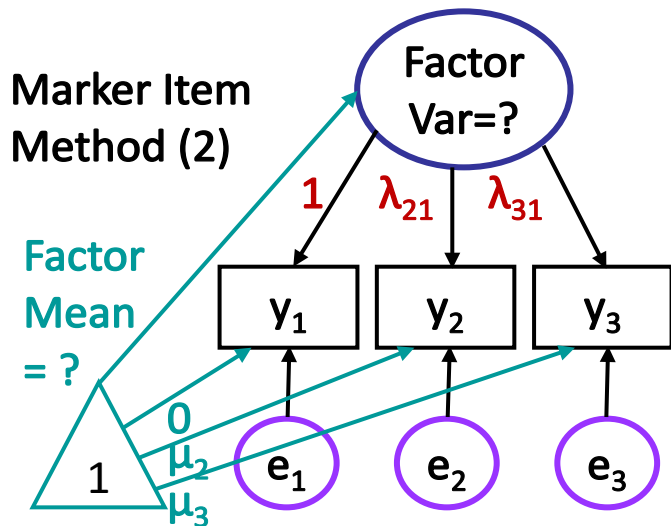 Factor
Var=?
Marker Item
Method (2)
1
λ21
λ31
Factor
Mean
= ?
y1
y2
y3
0
μ2
μ3
1
e1
e2
e3